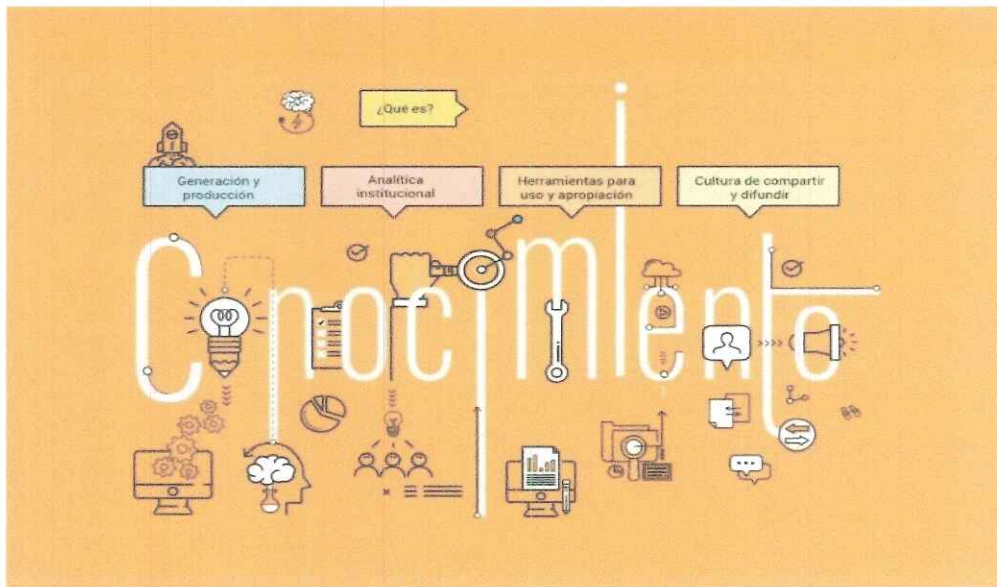 ¿Qué es?
Generación y
producción
Analítica
institucional
Herramientas para
uso y apropiación
Cultura de compartir
y difundir
Conocimiento